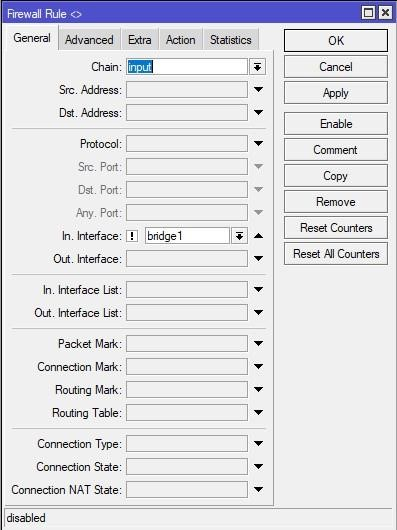 Firewall Rule <>
General Advanced Extra Action Statistics
Chain: input
Src. Address:
Dst. Address:
Protocol:
Src. Port:
Dst. Port:
Any. Port:
In. Interface: ! bridge1
Out. Interface:
In. Interface List:
Out. Interface List:
Packet Mark:
Connection Mark:
Routing Mark:
Routing Table:
Connection Type:
Connection State:
Connection NAT State:
OK
Cancel
Apply
Enable
Comment
Copy
Remove
Reset Counters
Reset All Counters
disabled